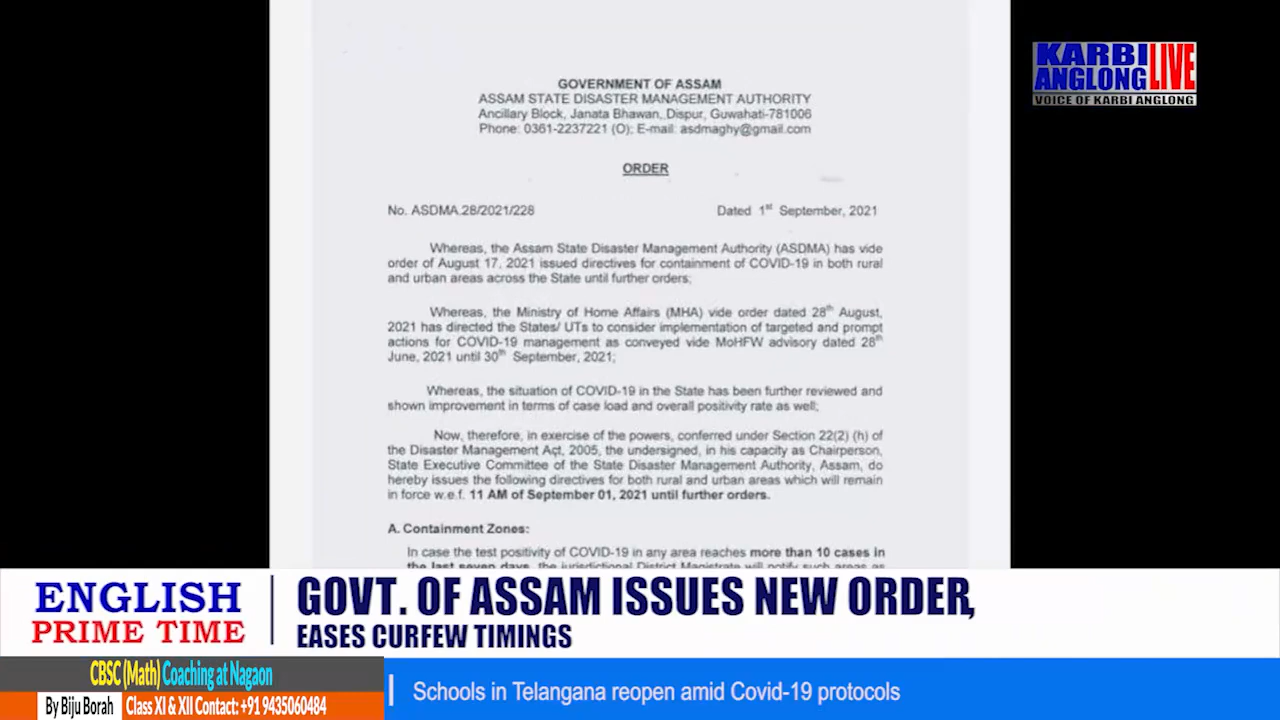 KARBI
ANGLONG LIVE
VOICE OF KARBI ANGLONG
GOVERNMENT OF ASSAM
ASSAM STATE DISASTER MANAGEMENT AUTHORITY
Ancillary Block, Janata Bhawan, Dispur, Guwahati-781006
Phone: 0361-2237221 (O); E-mail: asdmaghy@gmail.com
ORDER
No. ASDMA.28/2021/228 Dated 1st September, 2021
Whereas, the Assam State Disaster Management Authority (ASDMA) has vide
order of August 17, 2021 issued directives for containment of COVID-19 in both rural
and urban areas across the State until further orders;
Whereas, the Ministry of Home Affairs (MHA) vide order dated 28th August,
2021 has directed the States/ UTs to consider implementation of targeted and prompt
actions for COVID-19 management as conveyed vide MoHFW advisory dated 28th
June, 2021 until 30th September, 2021;
Whereas, the situation of COVID-19 in the State has been further reviewed and
shown improvement in terms of case load and overall positivity rate as well;
Now, therefore, in exercise of the powers, conferred under Section 22(2) (h) of
the Disaster Management Act, 2005, the undersigned, in his capacity as Chairperson,
State Executive Committee of the State Disaster Management Authority, Assam, do
hereby issues the following directives for both rural and urban areas which will remain
in force w.e.f. 11 AM of September 01, 2021 until further orders.
A. Containment Zones:
In case the test positivity of COVID-19 in any area reaches more than 10 cases in
the last seven days, the jurisdictional District Magistrate will notify such areas as
ENGLISH
PRIME TIME
GOVT. OF ASSAM ISSUES NEW ORDER,
EASES CURFEW TIMINGS
CBSC (Math) Coaching at Nagaon
By Biju Borah Class XI & XII Contact: +91 9435060484
Schools in Telangana reopen amid Covid-19 protocols